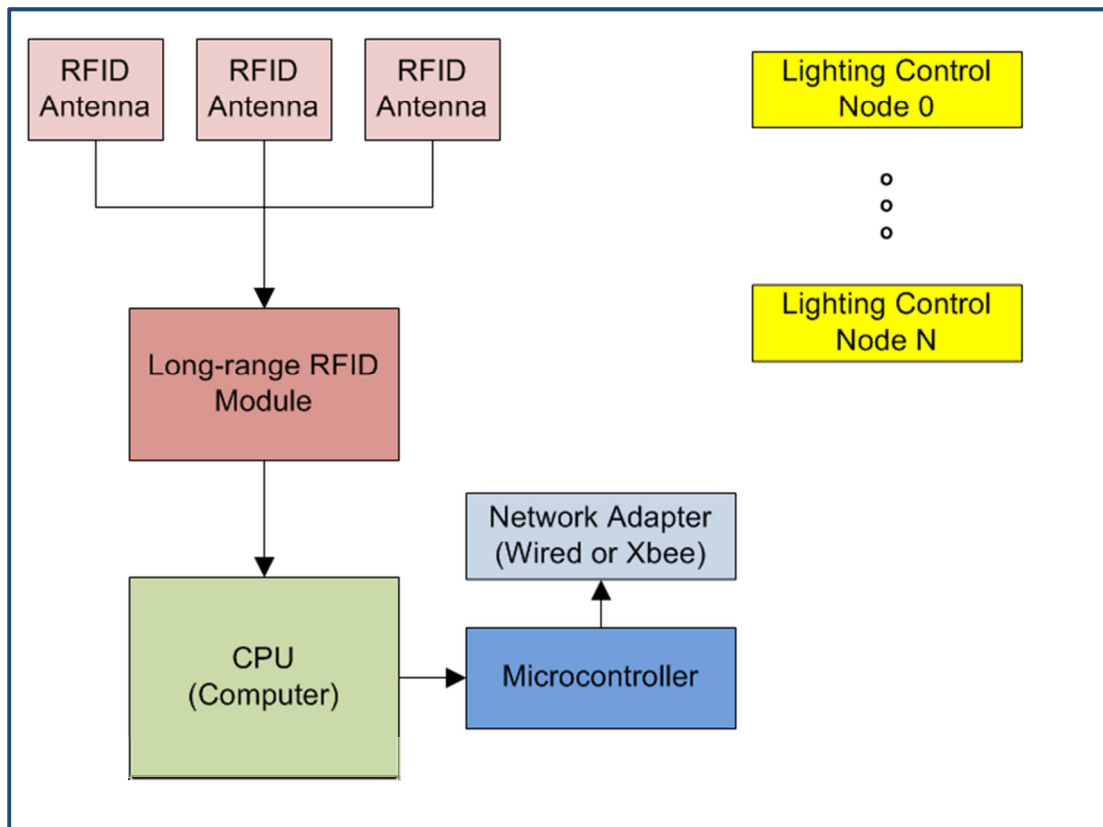 RFID
Antenna
RFID
Antenna
RFID
Antenna
Lighting Control
Node 0
Lighting Control
Node N
Long-range RFID
Module
Network Adapter
(Wired or Xbee)
CPU
(Computer)
Microcontroller